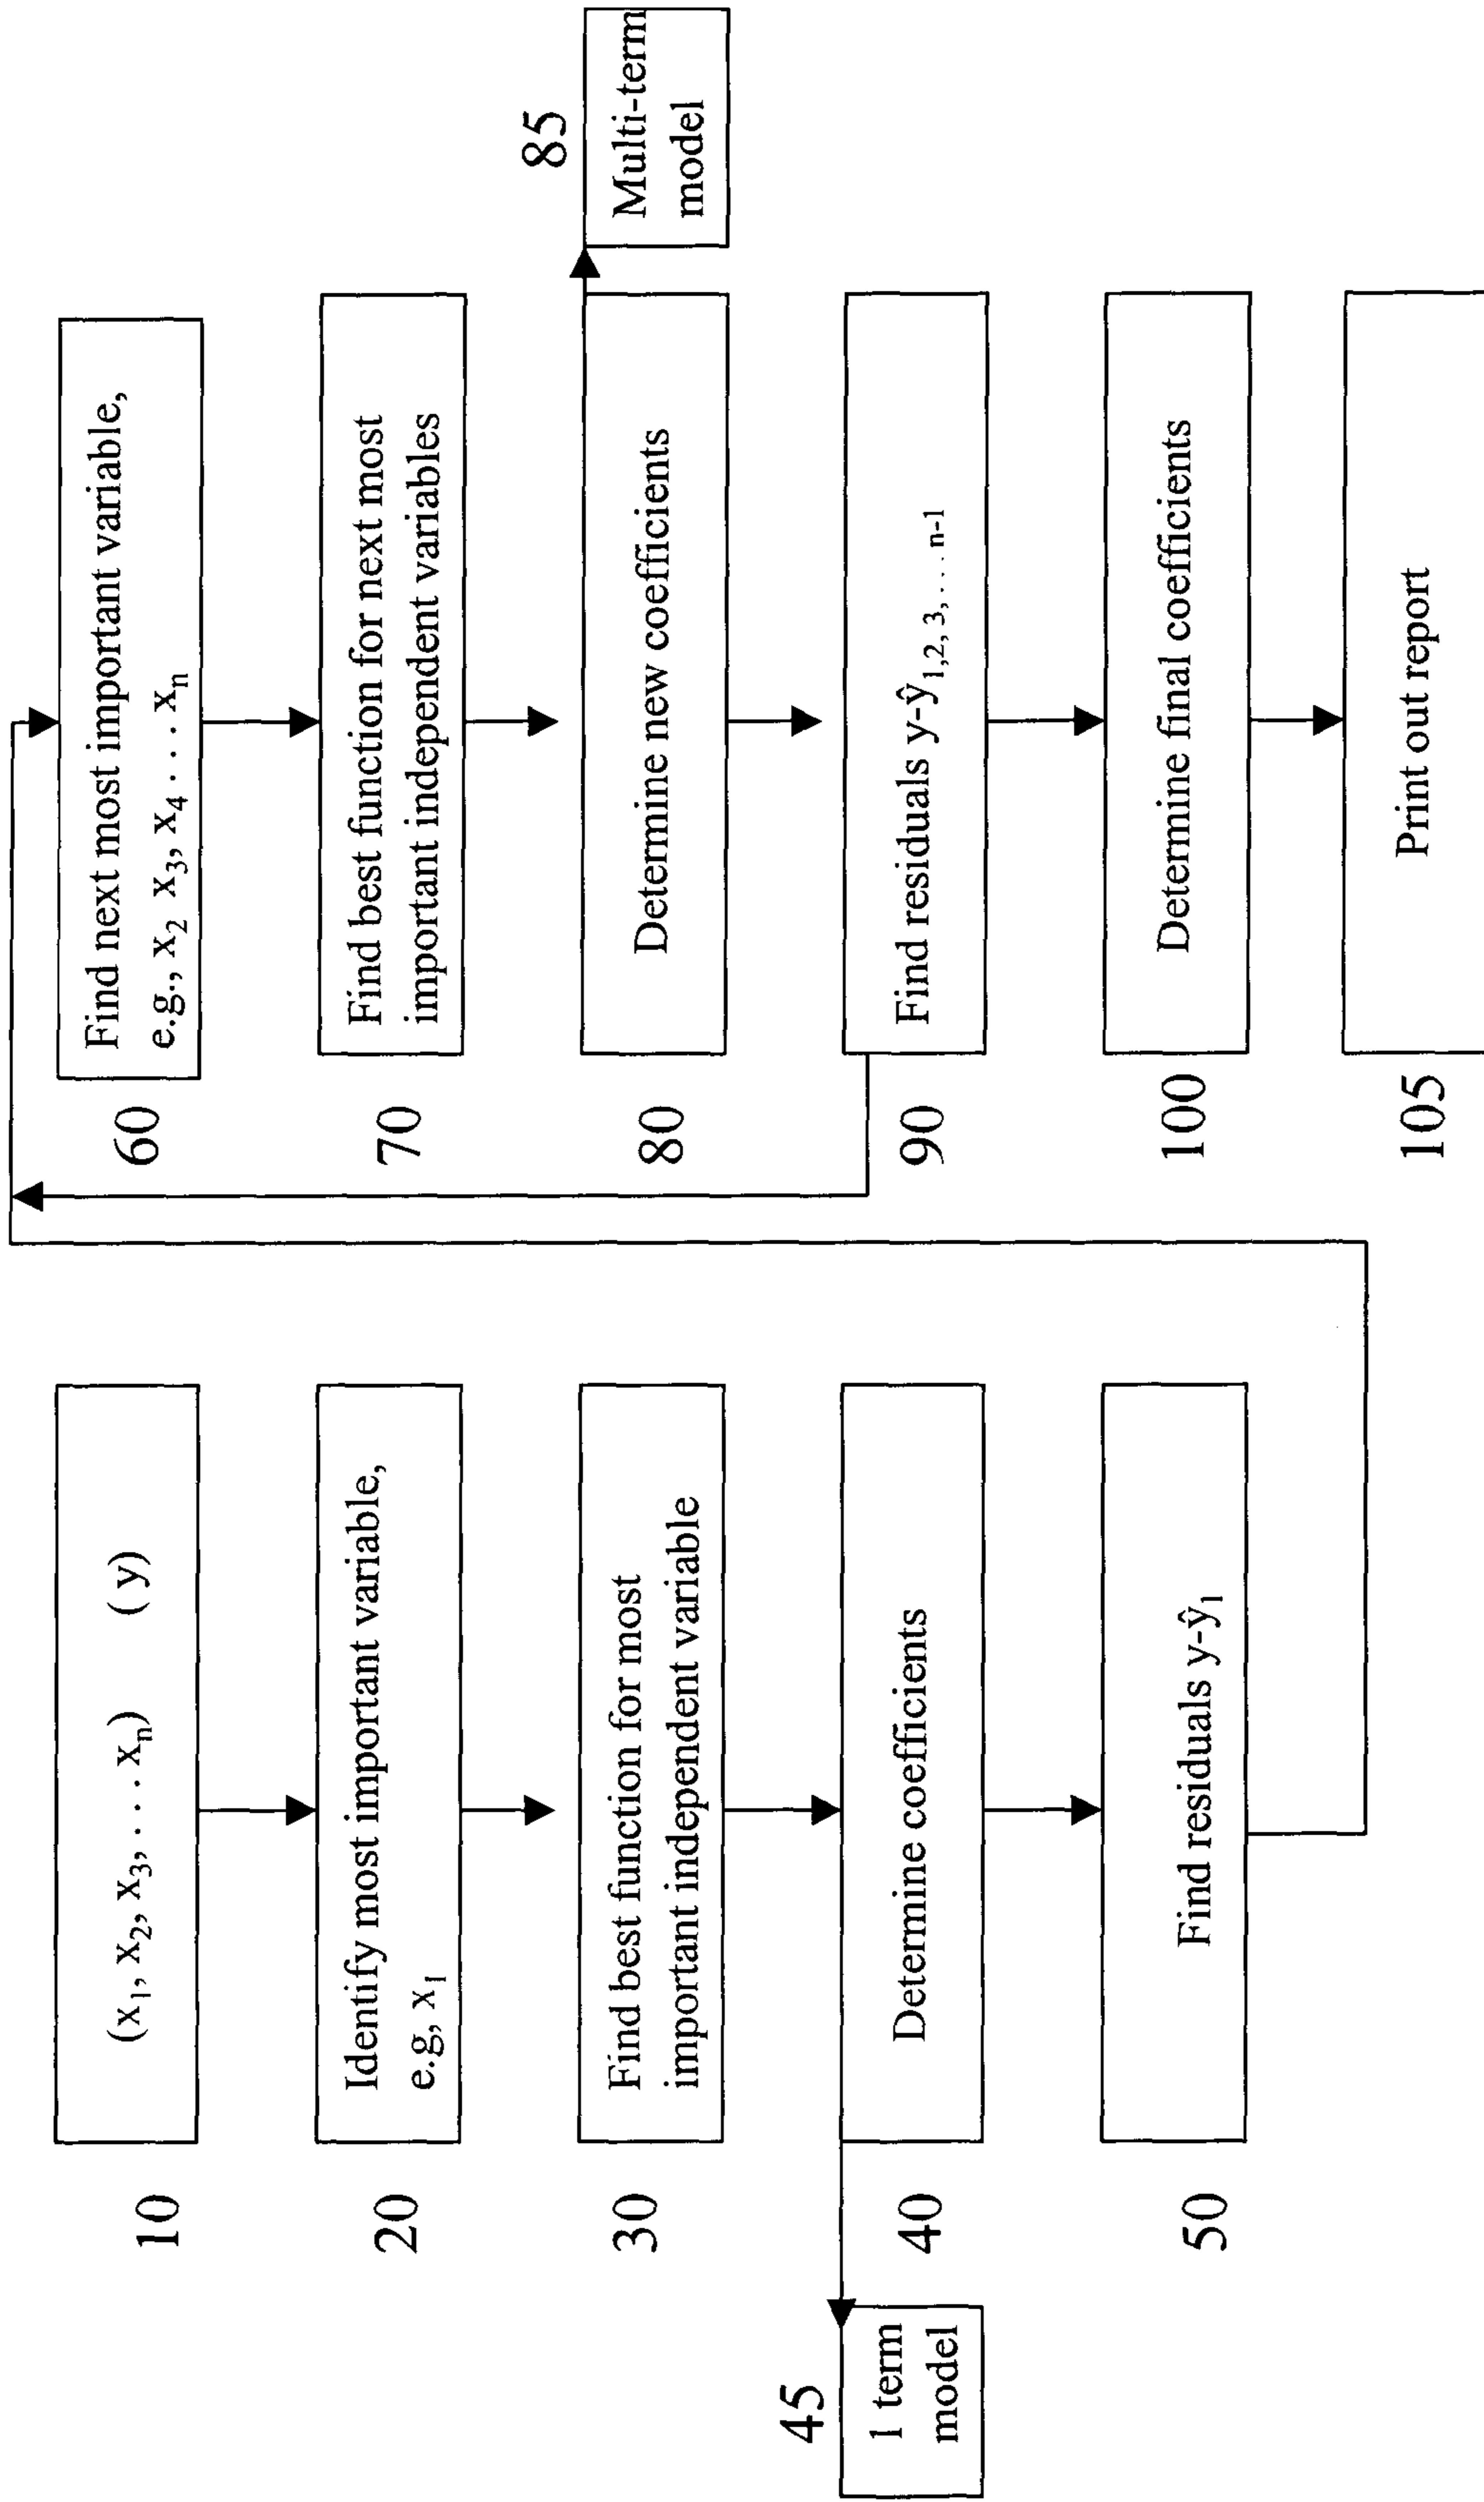 10
(x1, x2, x3, . . . xn) ( y)
20
Identify most important variable,
e.g, x1
30
Find best function for most
important independent variable
40
Determine coefficients
45
1 term
model
50
Find residuals y-ŷ1
60
Find next most important variable,
e.g., x2 x3, x4 . . . xn
70
Find best function for next most
important independent variables
80
Determine new coefficients
85
Multi-term
model
90
Find residuals y-ŷ1,2, 3, . . . n-1
100
Determine final coefficients
105
Print out report